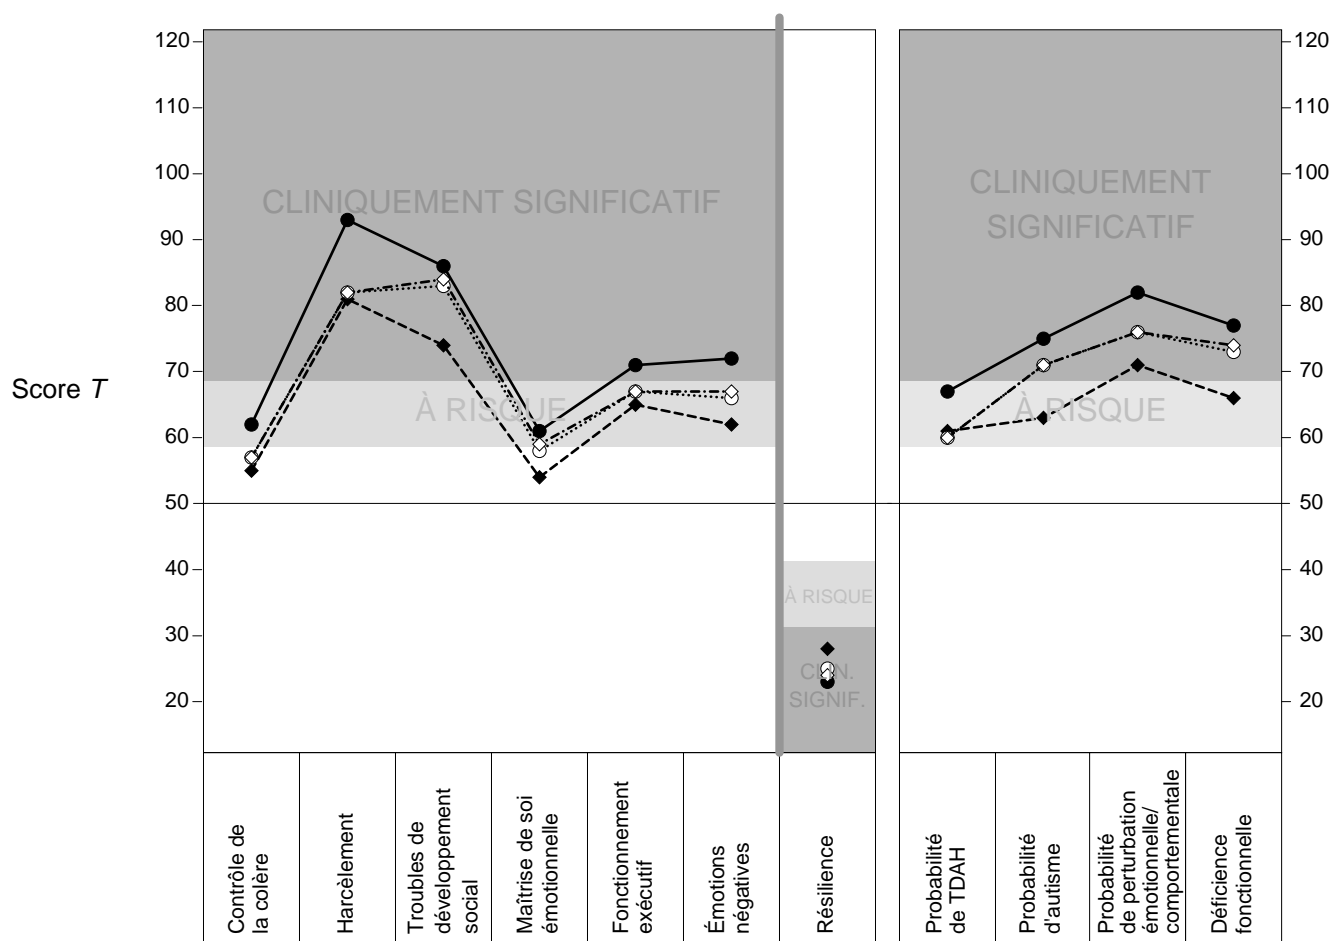 120
110
100
90
80
70
60
50
40
30
20
Score T
CLINIQUEMENT SIGNIFICATIF
À RISQUE
À RISQUE
CLIN.
SIGNIF.
CLINIQUEMENT
SIGNIFICATIF
À RISQUE
120
110
100
90
80
70
60
50
40
30
20
Contrôle de
la colère
Harcèlement
Troubles de
développement
social
Maîtrise de soi
émotionnelle
Fonctionnement
exécutif
Émotions
négatives
Résilience
Probabilité
de TDAH
Probabilité
d'autisme
Probabilité
de perturbation
émotionnelle/
comportementale
Déficience
fonctionnelle